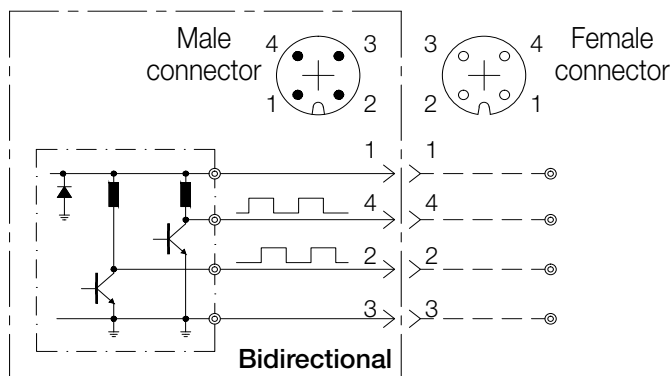 Male
connector
4 3
1 2
3 4
2 1
Female
connector
1 1
4 4
2 2
3 3
Bidirectional